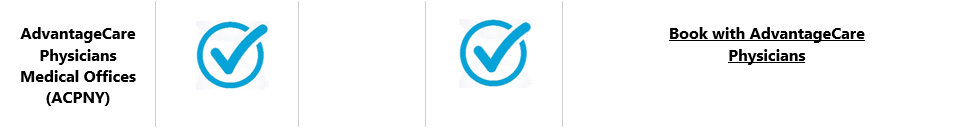 AdvantageCare
Physicians
Medical Offices
(ACPNY)
Book with AdvantageCare
Physicians